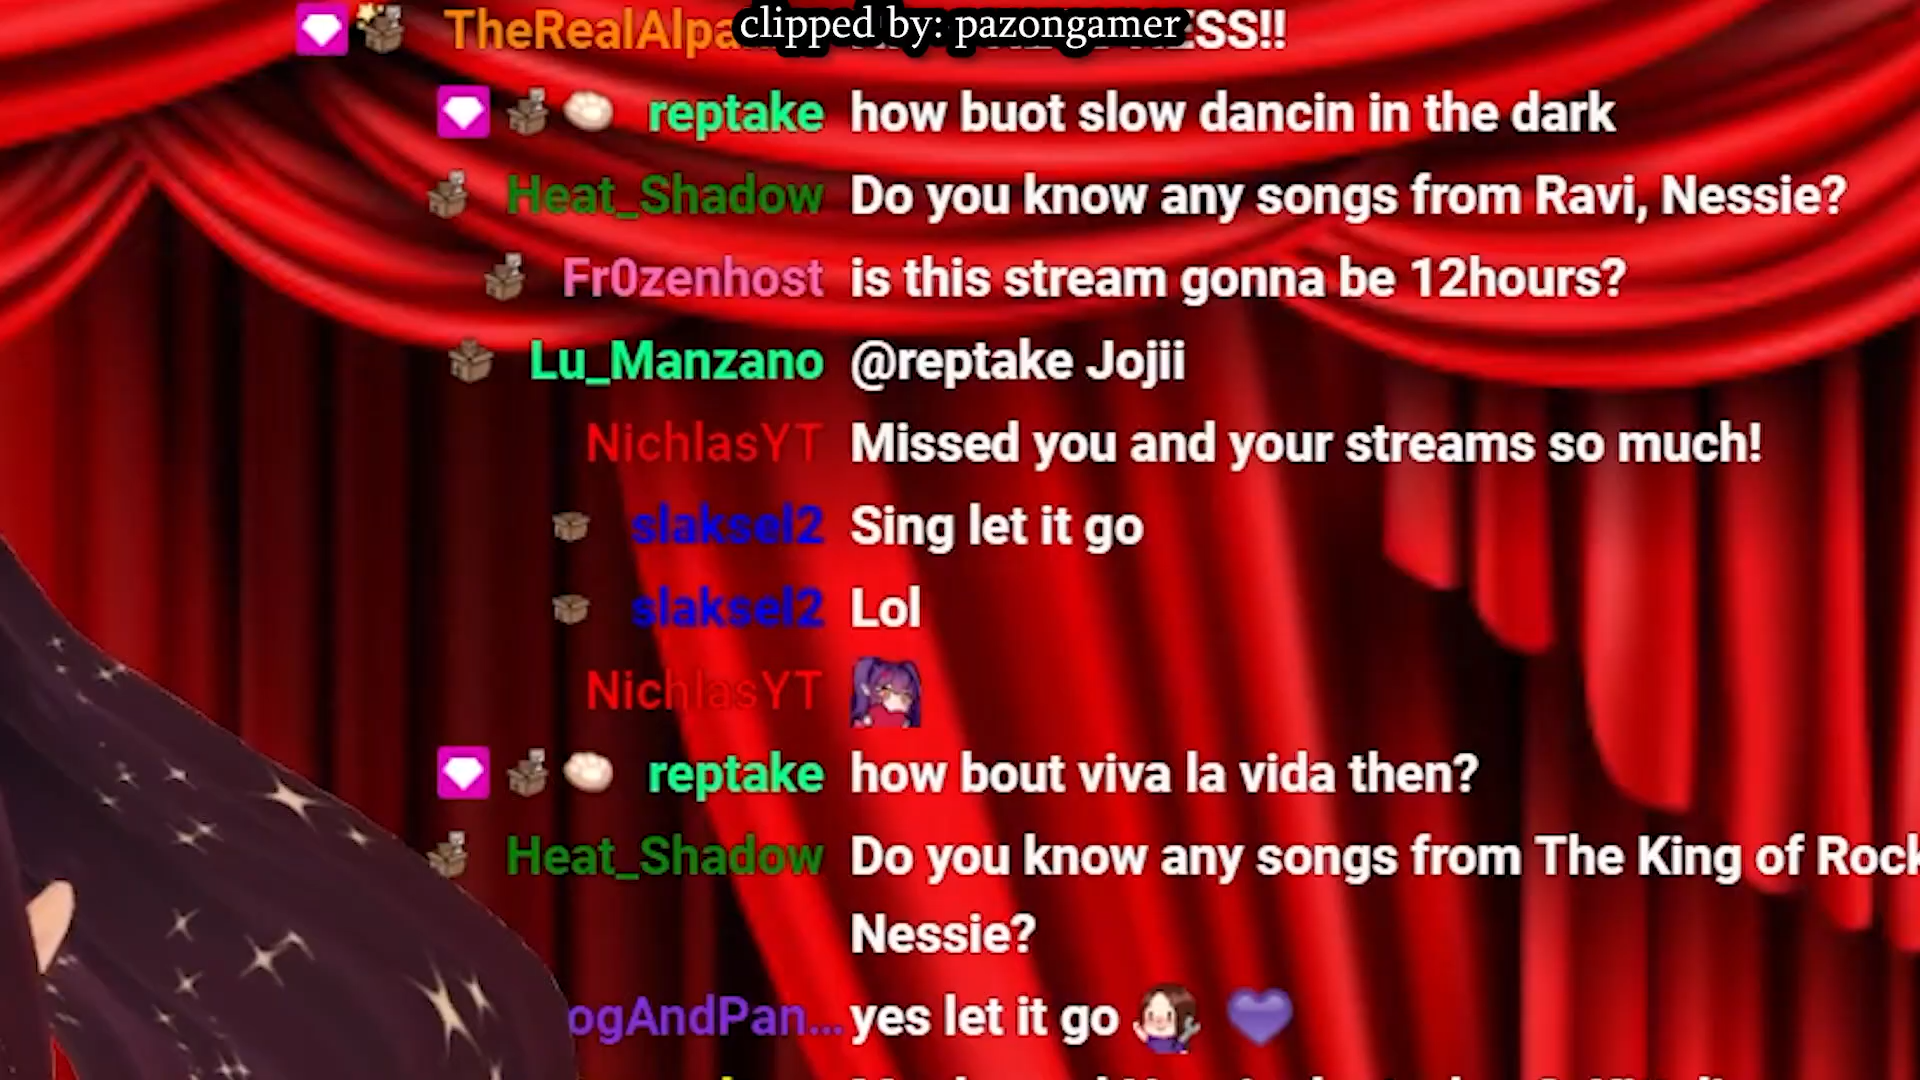 clipped by: pazongamer
TheRealAlpa ESS!!
reptake how buot slow dancin in the dark
Heat_Shadow Do you know any songs from Ravi, Nessie?
Fr0zenhost is this stream gonna be 12hours?
Lu_Manzano @reptake Jojii
NichlasYT Missed you and your streams so much!
slaksel2 Sing let it go
slaksel2 Lol
NichlasYT
reptake how bout viva la vida then?
Heat_Shadow Do you know any songs from The King of Rock
Nessie?
ogAndPan... yes let it go